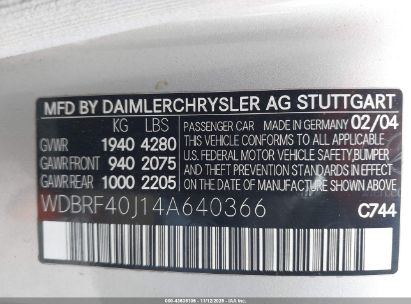 MFD BY DAIMLERCHRYSLER AG STUTTGART
KG LBS PASSENGER CAR MADE IN GERMANY 02/04
GVWR 1940 4280 THIS VEHICLE CONFORMS TO ALL APPLICABLE
GAWR FRONT 940 2075 U.S. FEDERAL MOTOR VEHICLE SAFETY,BUMPER
GAWR REAR 1000 2205 AND THEFT PREVENTION STANDARDS IN EFFECT
ON THE DATE OF MANUFACTURE SHOWN ABOVE.
WDBRF40J14A640366 C744